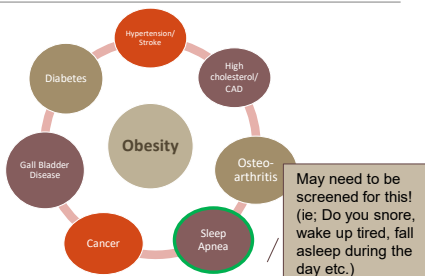 Hypertension/
Stroke
High
cholesterol/
CAD
Diabetes
Obesity
Osteo-
arthritis
Gall Bladder
Disease
Sleep
Apnea
Cancer
May need to be
screened for this!
(ie; Do you snore,
wake up tired, fall
asleep during the
day etc.)